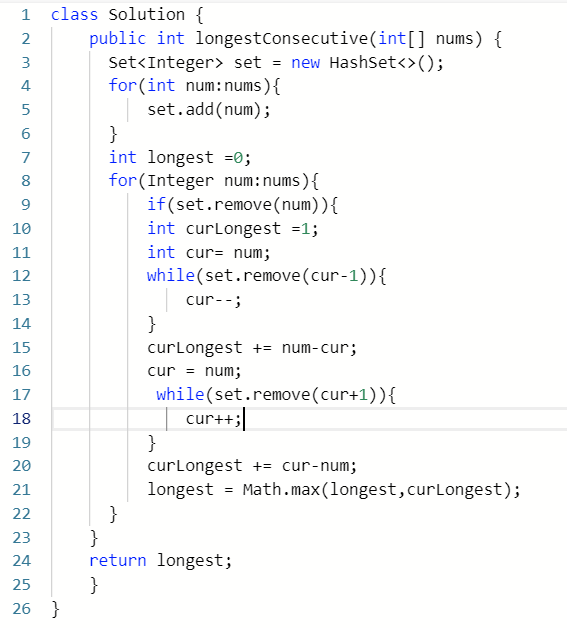 1 class Solution {
2     public int longestConsecutive(int[] nums) {
3       Set<Integer> set = new HashSet<>();
4       for(int num:nums){
5           set.add(num);
6       }
7       int longest =0;
8       for(Integer num:nums){
9           if(set.remove(num)){
10          int curLongest =1;
11          int cur= num;
12          while(set.remove(cur-1)){
13              cur--;
14          }
15          curLongest += num-cur;
16          cur = num;
17           while(set.remove(cur+1)){
18              cur++;
19          }
20          curLongest += cur-num;
21          longest = Math.max(longest,curLongest);
22      }
23    }
24    return longest;
25    }
26 }